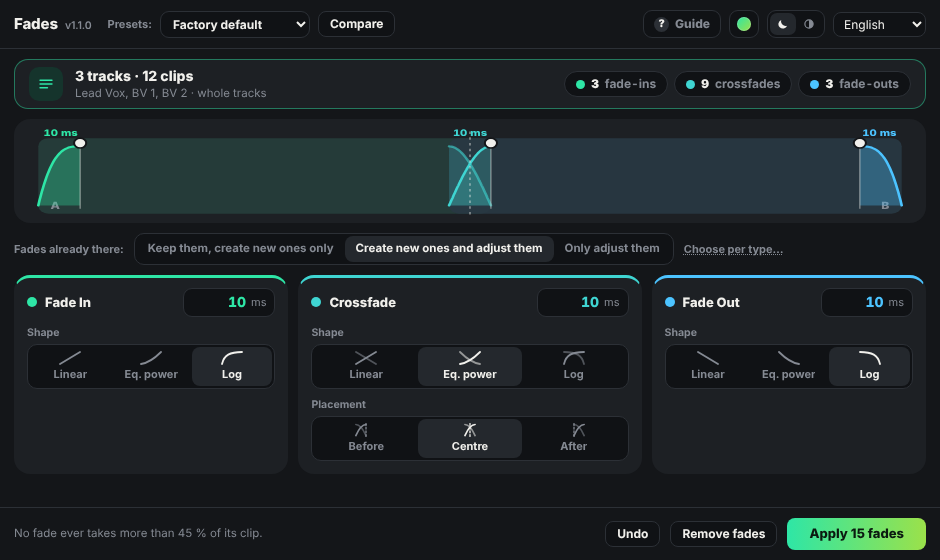 Fades v1.1.0 Presets: Factory default Compare ? Guide English
3 tracks · 12 clips
Lead Vox, BV 1, BV 2 · whole tracks
3 fade-ins 9 crossfades 3 fade-outs
10 ms 10 ms 10 ms
A B
Fades already there: Keep them, create new ones only Create new ones and adjust them Only adjust them Choose per type...
Fade In 10 ms Crossfade 10 ms Fade Out 10 ms
Shape Shape Shape
Linear Eq. power Log Linear Eq. power Log Linear Eq. power Log
Placement
Before Centre After
No fade ever takes more than 45 % of its clip. Undo Remove fades Apply 15 fades